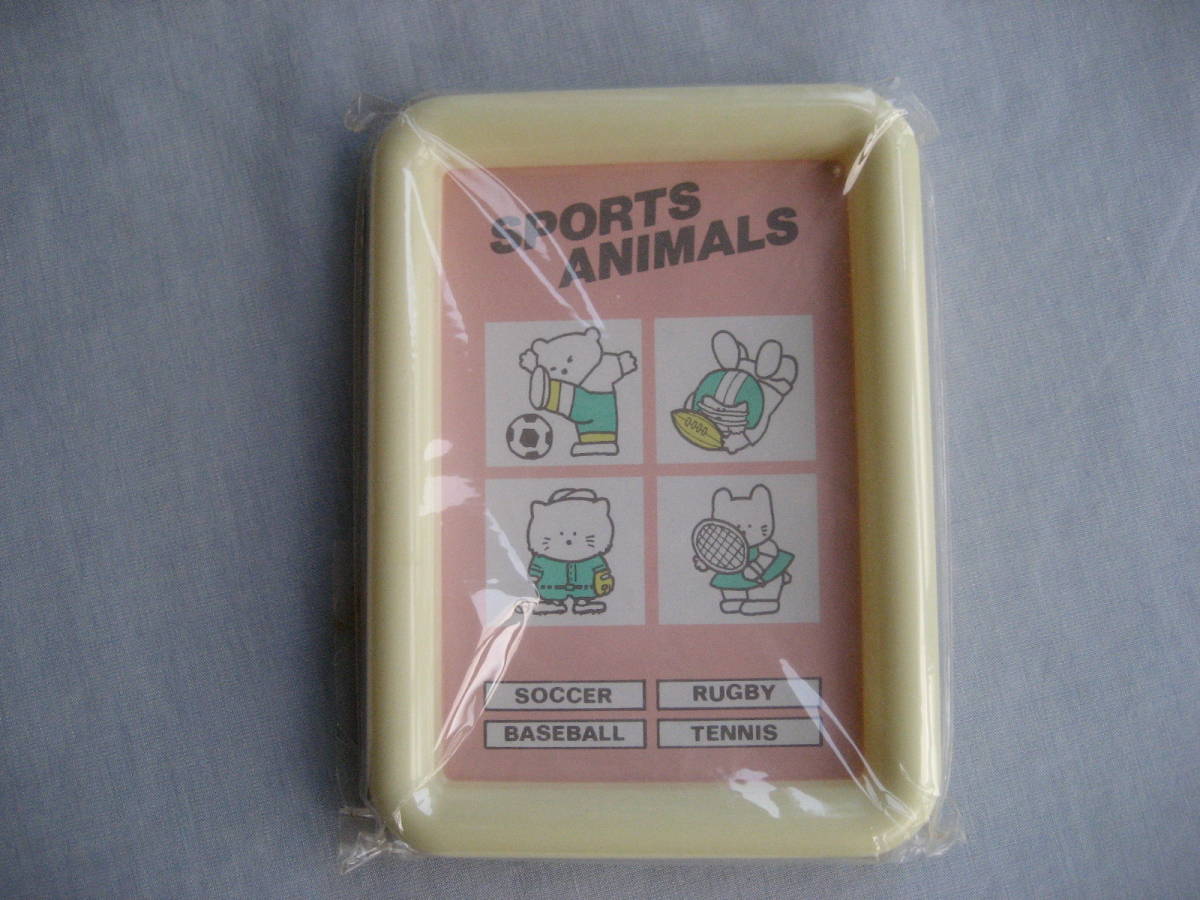 SPORTS
ANIMALS
SOCCER
RUGBY
BASEBALL
TENNIS